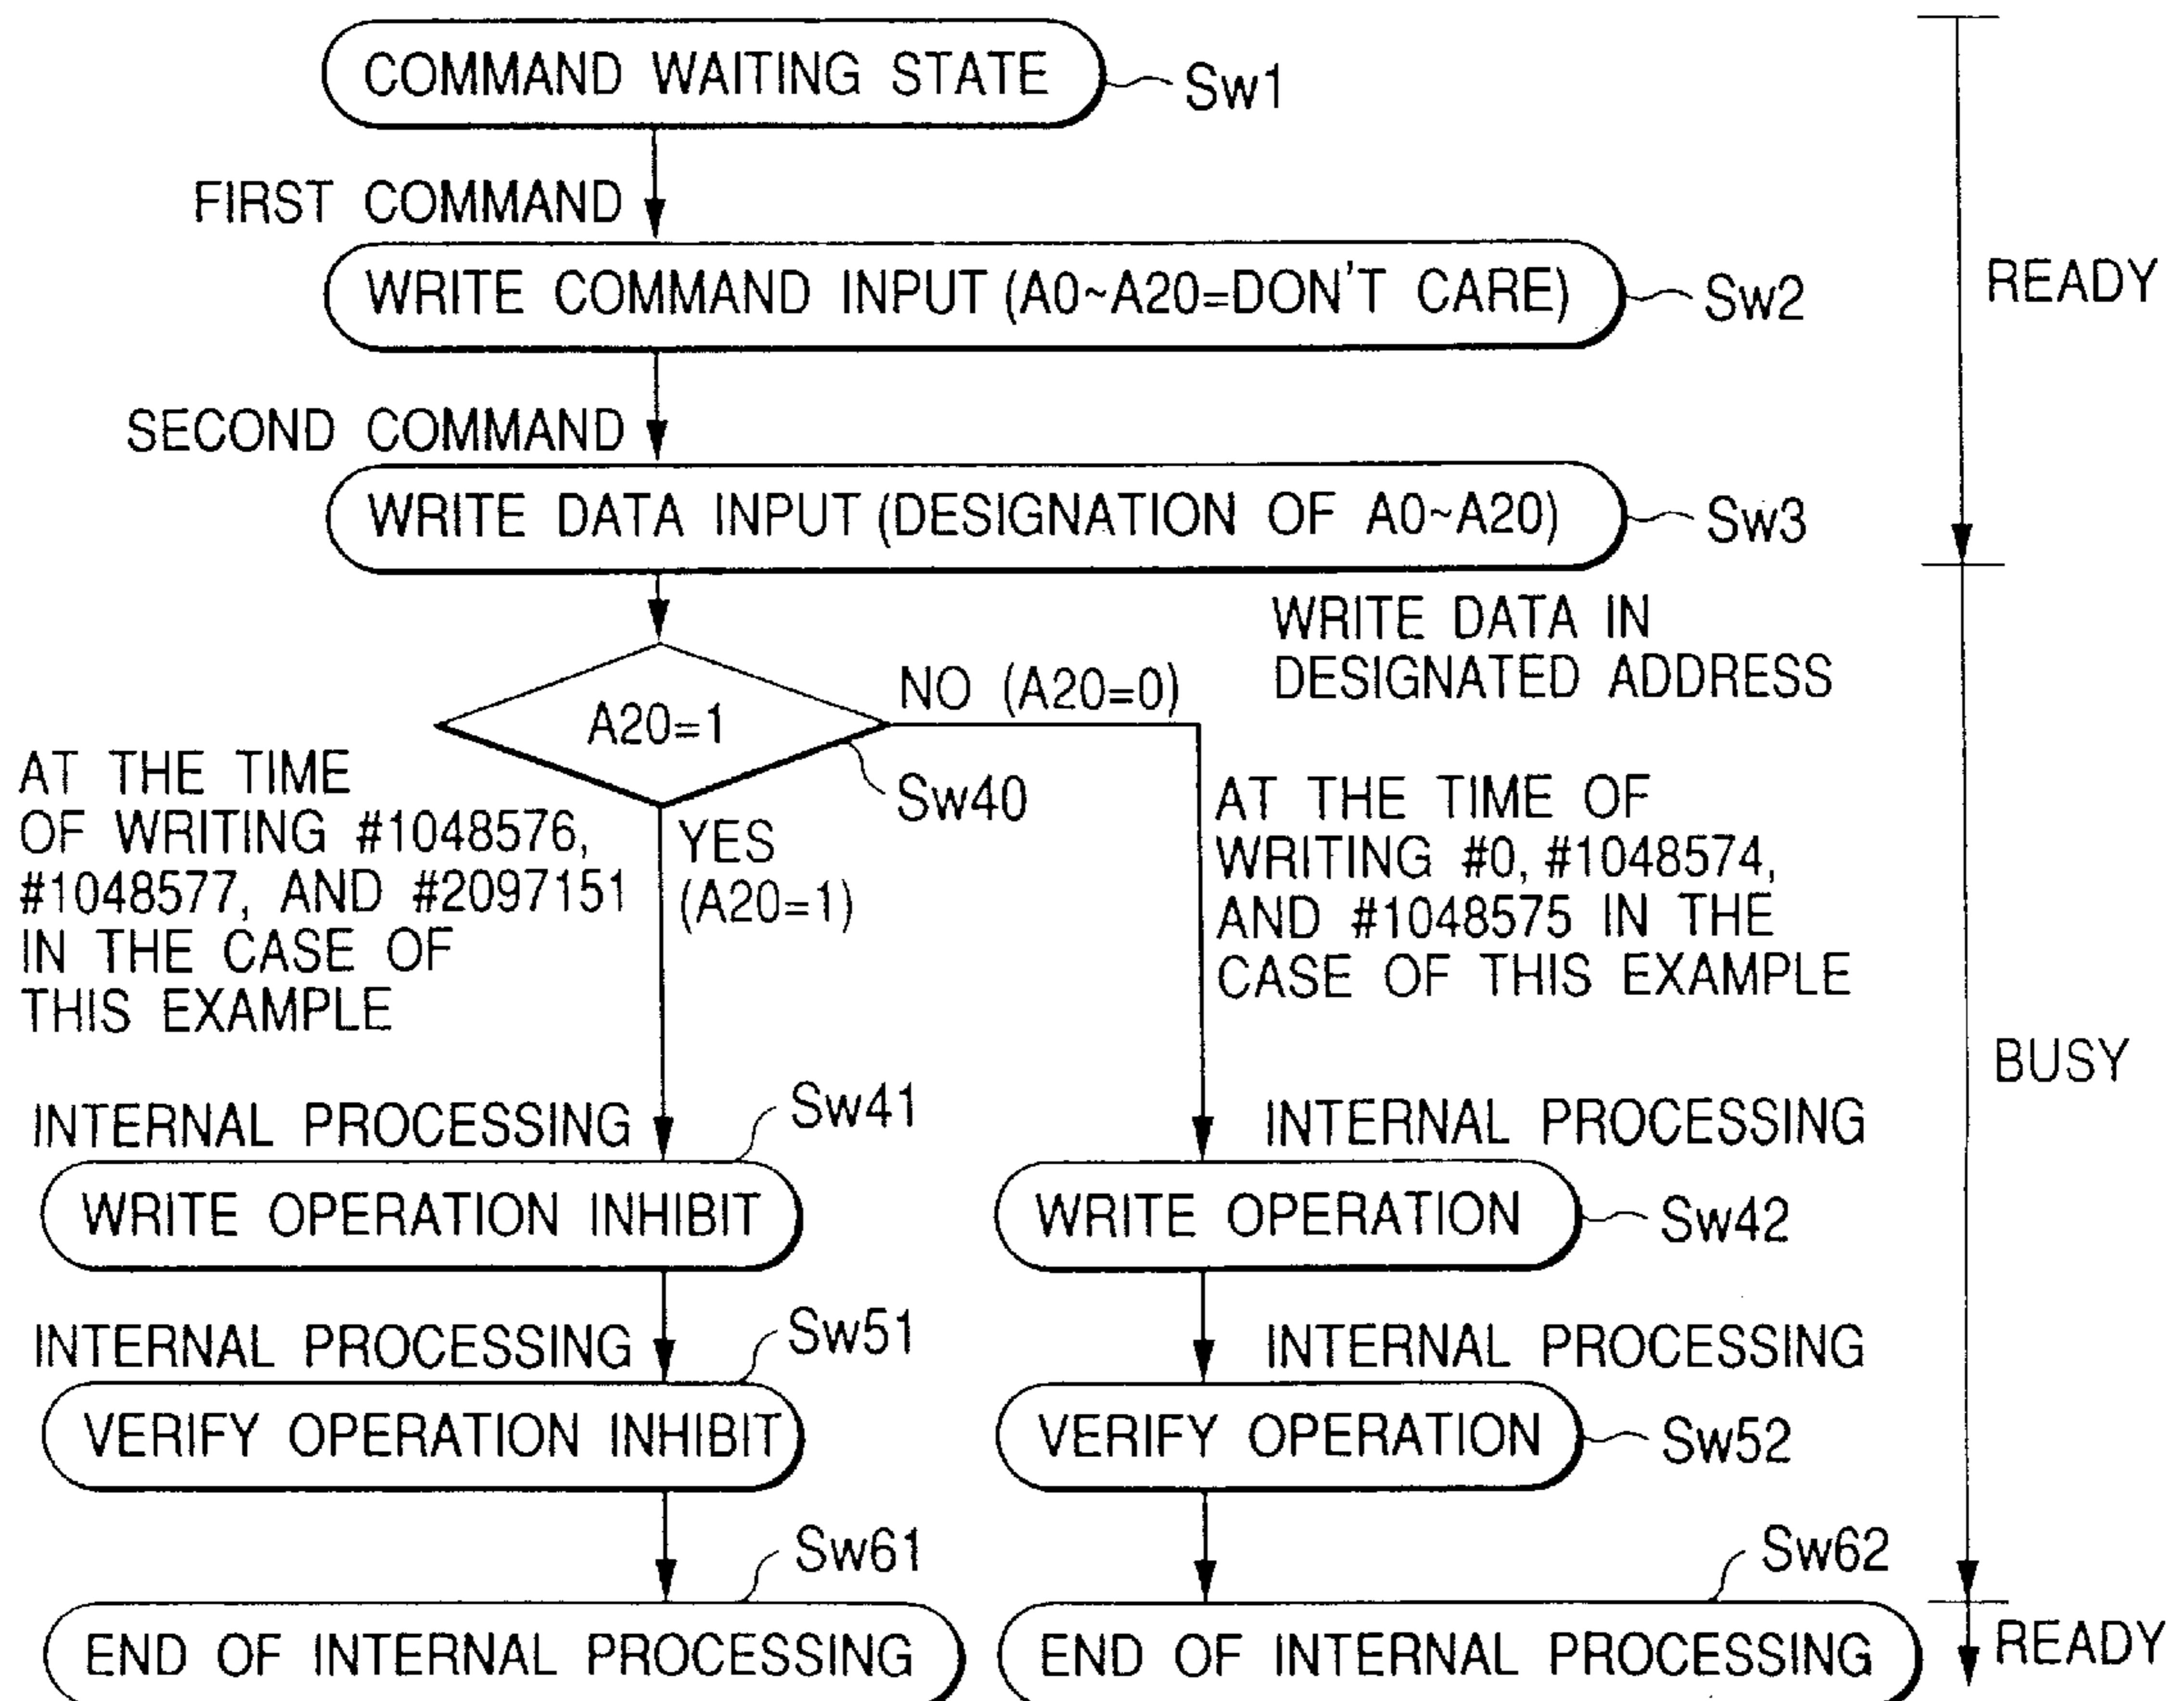 COMMAND WAITING STATE
Sw1
FIRST COMMAND
WRITE COMMAND INPUT (A0~A20=DON'T CARE)
Sw2
READY
SECOND COMMAND
WRITE DATA INPUT (DESIGNATION OF A0~A20)
Sw3
WRITE DATA IN
DESIGNATED ADDRESS
A20=1
NO (A20=0)
Sw40
AT THE TIME
OF WRITING #1048576,
#1048577, AND #2097151
IN THE CASE OF
THIS EXAMPLE
YES
(A20=1)
AT THE TIME OF
WRITING #0, #1048574,
AND #1048575 IN THE
CASE OF THIS EXAMPLE
BUSY
INTERNAL PROCESSING
Sw41
INTERNAL PROCESSING
WRITE OPERATION INHIBIT
WRITE OPERATION
Sw42
INTERNAL PROCESSING
Sw51
INTERNAL PROCESSING
VERIFY OPERATION INHIBIT
VERIFY OPERATION
Sw52
Sw61
Sw62
END OF INTERNAL PROCESSING
END OF INTERNAL PROCESSING
READY